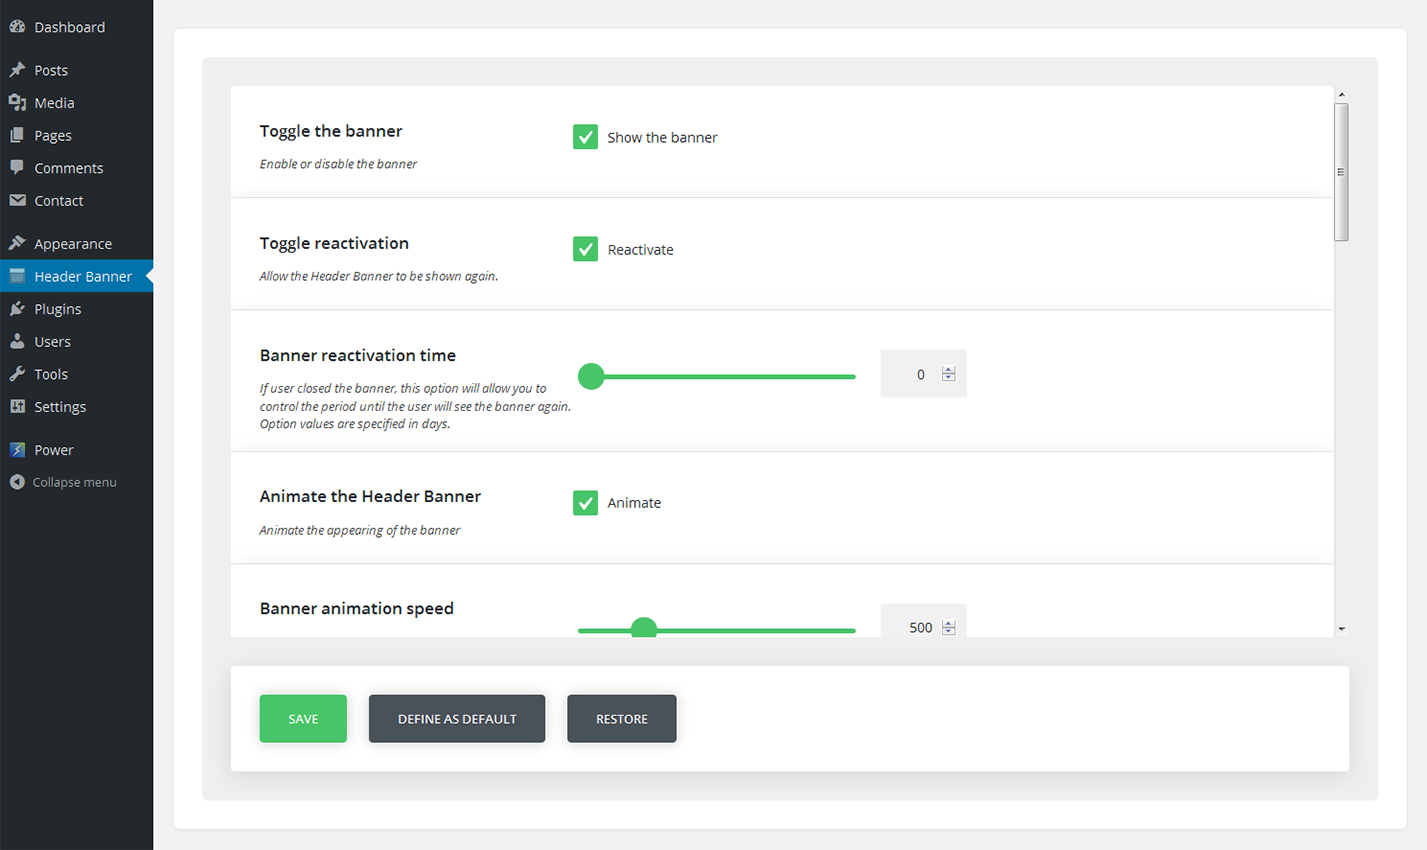 Dashboard
Posts
Media
Pages
Comments
Contact
Appearance
Header Banner
Plugins
Users
Tools
Settings
Power
Collapse menu
Toggle the banner
Enable or disable the banner
Show the banner
Toggle reactivation
Allow the Header Banner to be shown again.
Reactivate
Banner reactivation time
If user closed the banner, this option will allow you to
control the period until the user will see the banner again.
Option values are specified in days.
0
Animate the Header Banner
Animate the appearing of the banner
Animate
Banner animation speed
500
SAVE
DEFINE AS DEFAULT
RESTORE